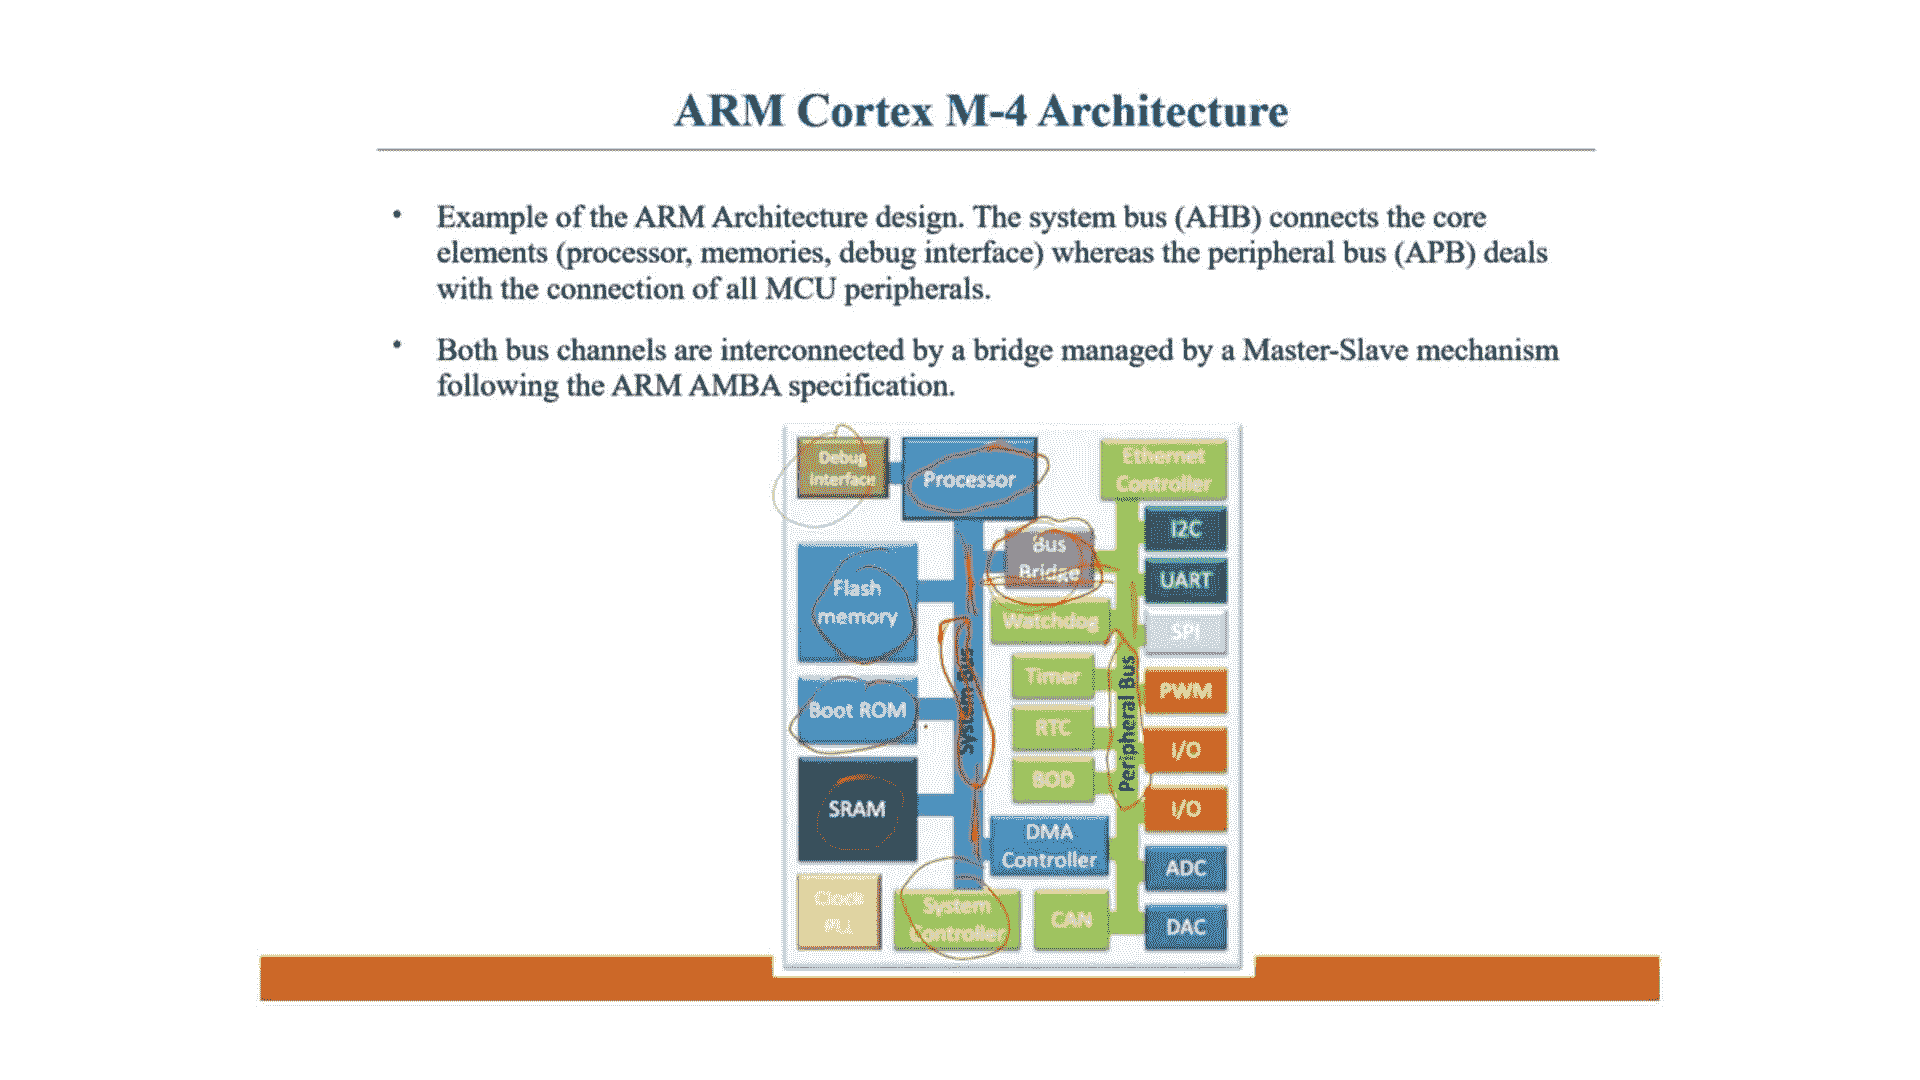 ARM Cortex M-4 Architecture
• Example of the ARM Architecture design. The system bus (AHB) connects the core
elements (processor, memories, debug interface) whereas the peripheral bus (APB) deals
with the connection of all MCU peripherals.
• Both bus channels are interconnected by a bridge managed by a Master-Slave mechanism
following the ARM AMBA specification.
Debug
Interface
Processor
Ethernet
Controller
Flash
memory
Boot ROM
SRAM
Clock
PLL
System Bus
System
Controller
Bus
Bridge
Watchdog
Timer
RTC
BOD
DMA
Controller
CAN
Peripheral Bus
I2C
UART
SPI
PWM
I/O
I/O
ADC
DAC